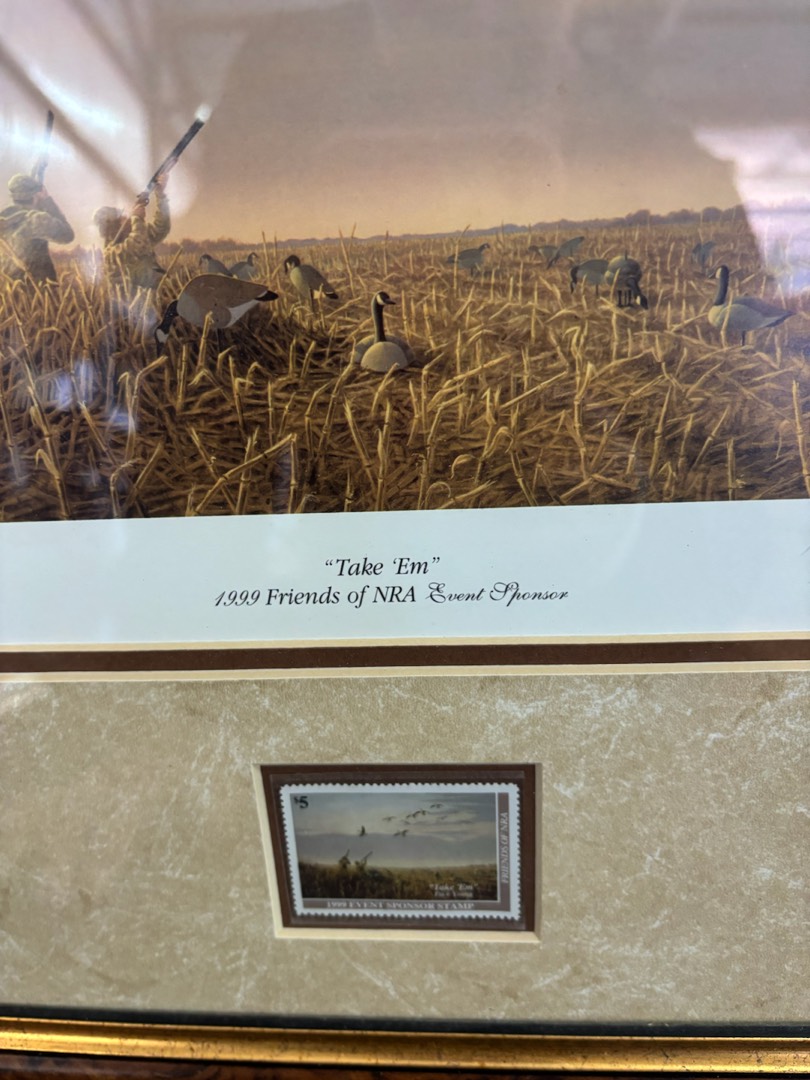 “Take ‘Em”
1999 Friends of NRA Event Sponsor
$5
FRIENDS OF NRA
"Take 'Em"
1999 EVENT SPONSOR STAMP